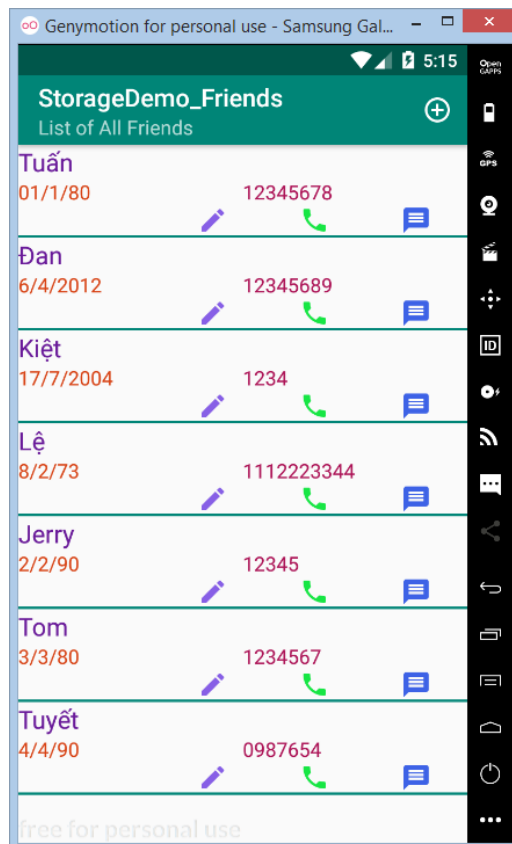 Genymotion for personal use - Samsung Gal...
5:15
Open
GAPPS
StorageDemo_Friends
List of All Friends
GPS
Tuấn
01/1/80 12345678
Đan
6/4/2012 12345689
Kiệt
17/7/2004 1234
ID
Lệ
8/2/73 1112223344
Jerry
2/2/90 12345
Tom
3/3/80 1234567
Tuyết
4/4/90 0987654
free for personal use